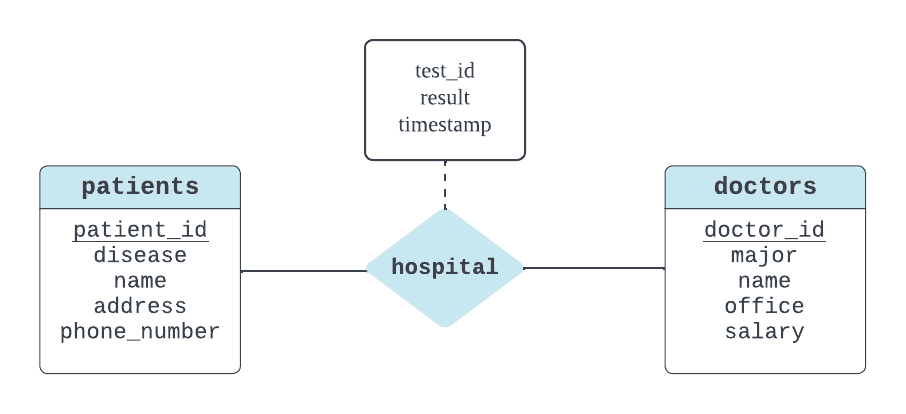 test_id
result
timestamp
patients
patient_id
disease
name
address
phone_number
hospital
doctors
doctor_id
major
name
office
salary